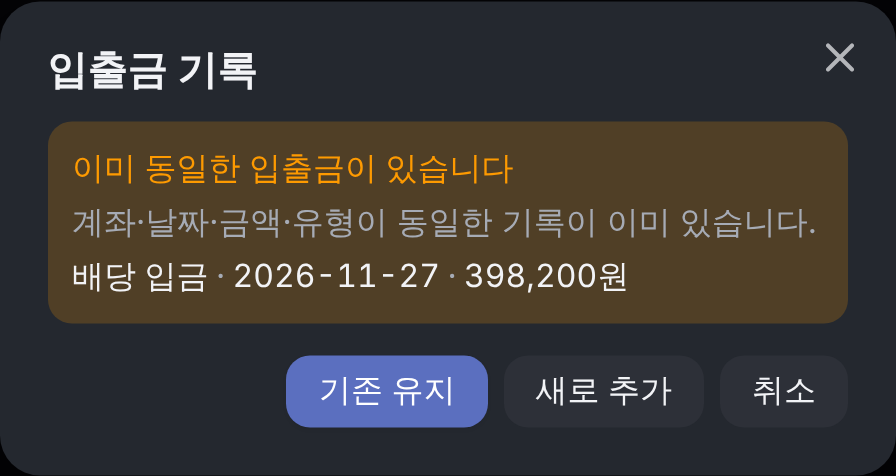 입출금 기록
이미 동일한 입출금이 있습니다
계좌·날짜·금액·유형이 동일한 기록이 이미 있습니다.
배당 입금 · 2026-11-27 · 398,200원
기존 유지 새로 추가 취소